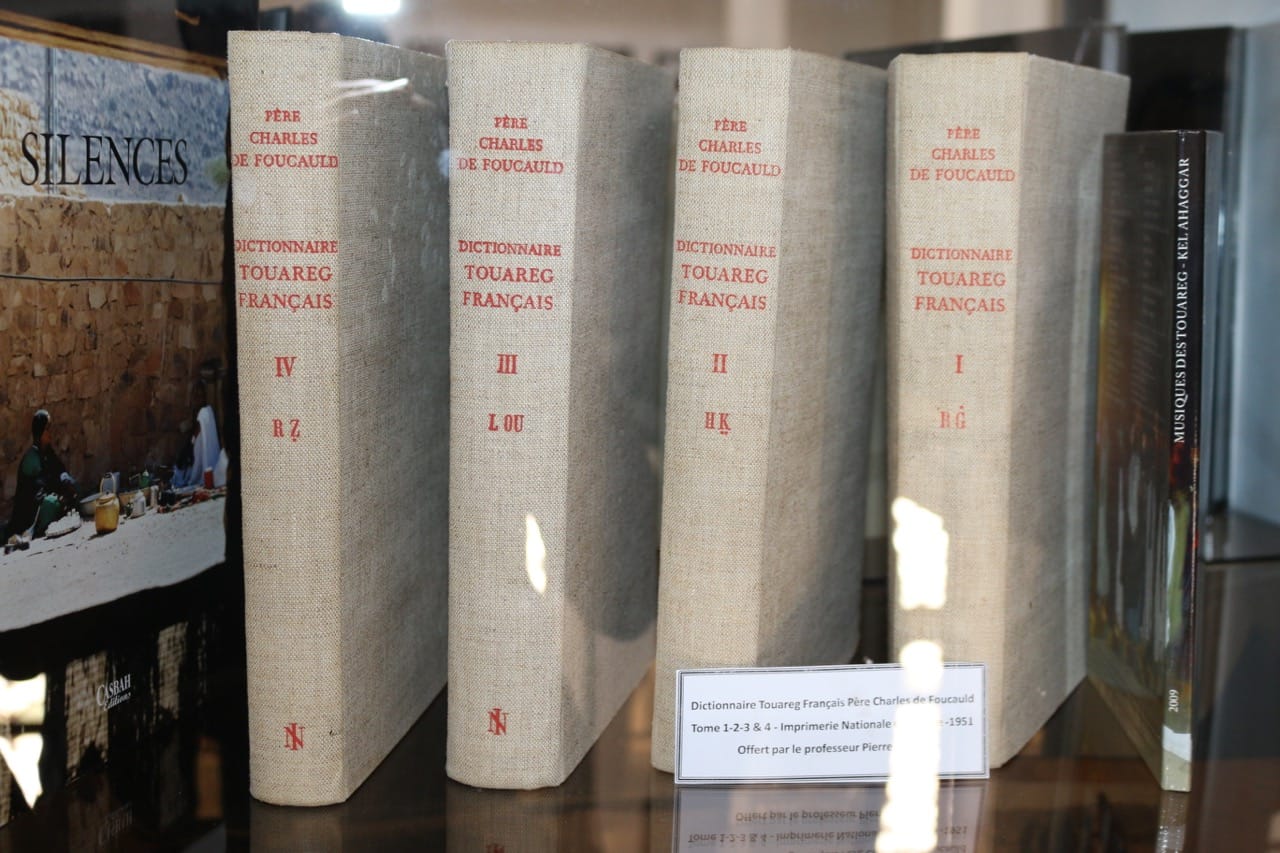 SILENCES
CASBAH
Editions
PÈRE
CHARLES
DE FOUCAULD
DICTIONNAIRE
TOUAREG
FRANÇAIS
IV
R Ẓ
IN
PÈRE
CHARLES
DE FOUCAULD
DICTIONNAIRE
TOUAREG
FRANÇAIS
III
L OU
IN
PÈRE
CHARLES
DE FOUCAULD
DICTIONNAIRE
TOUAREG
FRANÇAIS
II
H Ḳ
PÈRE
CHARLES
DE FOUCAULD
DICTIONNAIRE
TOUAREG
FRANÇAIS
I
MUSIQUES DES TOUAREG - KEL AHAGGAR
2009
Dictionnaire Touareg Français Père Charles de Foucauld
Tome 1-2-3 & 4 - Imprimerie Nationale -1951
Offert par le professeur Pierre